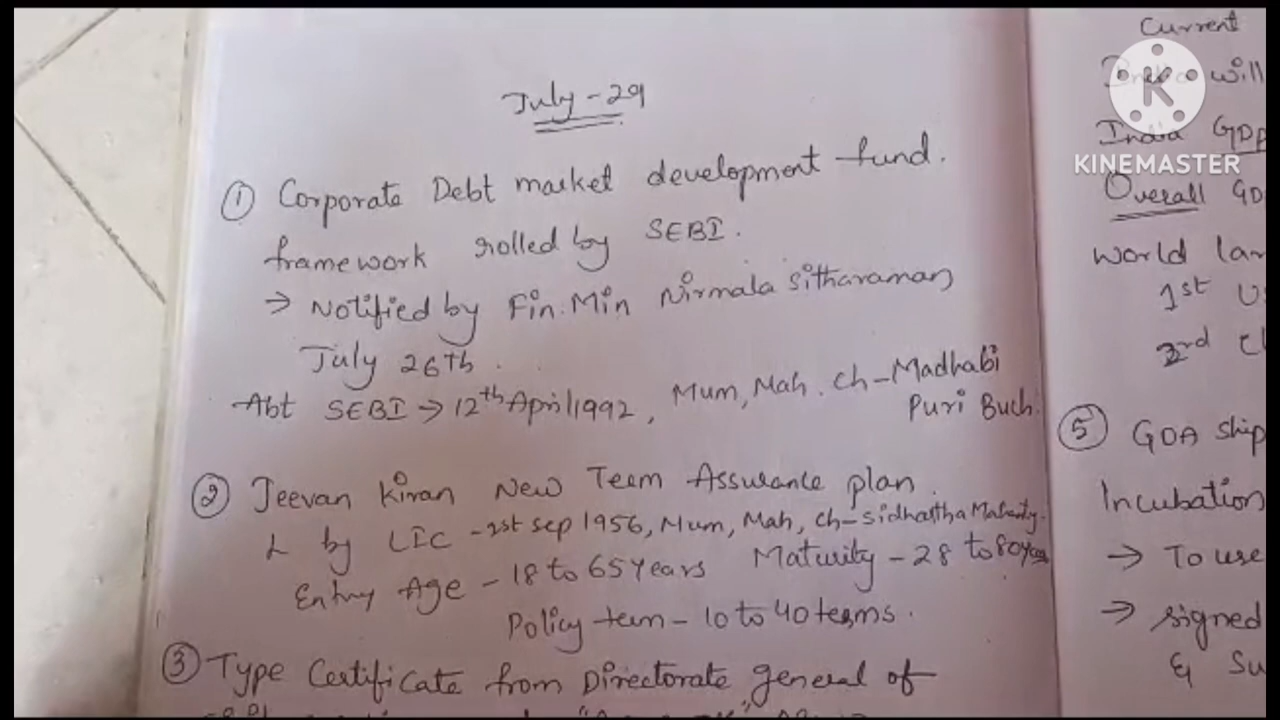 July - 29
① Corporate Debt market development fund.
framework rolled by SEBI.
→ Notified by Fin. Min Nirmala Sitharaman
July 26th.
Abt SEBI → 12th April 1992, Mum, Mah. Ch - Madhabi
Puri Buch.
② Jeevan Kiran New Term Assurance plan.
L by LIC - 1st sep 1956, Mum, Mah, Ch - Sidhartha Mohanty.
Entry Age - 18 to 65 Years Maturity - 28 to 80 Years
Policy term - 10 to 40 terms.
③ Type Certificate from Directorate general of
Current
India will
India GDP
Overall GD
World lar
1st U
3rd C
⑤ GOA Ship
Incubation
→ To use
→ signed
& Su
K
KINEMASTER